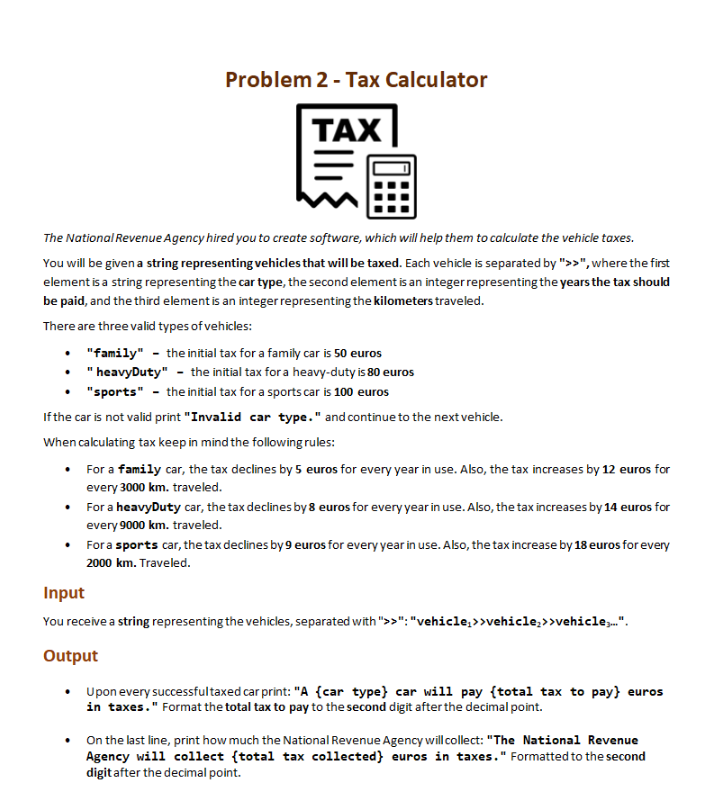 Problem 2 - Tax Calculator
TAX
The National Revenue Agency hired you to create software, which will help them to calculate the vehicle taxes.
You will be given a string representing vehicles that will be taxed. Each vehicle is separated by ">>", where the first
element is a string representing the car type, the second element is an integer representing the years the tax should
be paid, and the third element is an integer representing the kilometers traveled.
There are three valid types of vehicles:
• "family" – the initial tax for a family car is 50 euros
• " heavyDuty" – the initial tax for a heavy-duty is 80 euros
• "sports" – the initial tax for a sports car is 100 euros
If the car is not valid print "Invalid car type." and continue to the next vehicle.
When calculating tax keep in mind the following rules:
• For a family car, the tax declines by 5 euros for every year in use. Also, the tax increases by 12 euros for
every 3000 km. traveled.
• For a heavyDuty car, the tax declines by 8 euros for every year in use. Also, the tax increases by 14 euros for
every 9000 km. traveled.
• For a sports car, the tax declines by 9 euros for every year in use. Also, the tax increase by 18 euros for every
2000 km. Traveled.
Input
You receive a string representing the vehicles, separated with ">>": "vehicle₁>>vehicle₂>>vehicle₃…".
Output
• Upon every successful taxed car print: "A {car type} car will pay {total tax to pay} euros
in taxes." Format the total tax to pay to the second digit after the decimal point.
• On the last line, print how much the National Revenue Agency will collect: "The National Revenue
Agency will collect {total tax collected} euros in taxes." Formatted to the second
digit after the decimal point.